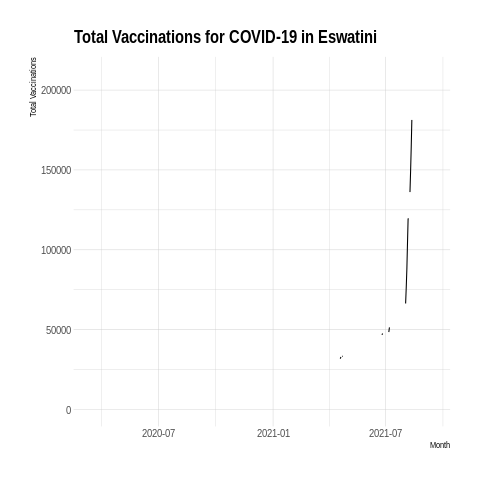 Total Vaccinations for COVID-19 in Eswatini
Total Vaccinations
200000
150000
100000
50000
0
2020-07 2021-01 2021-07
Month